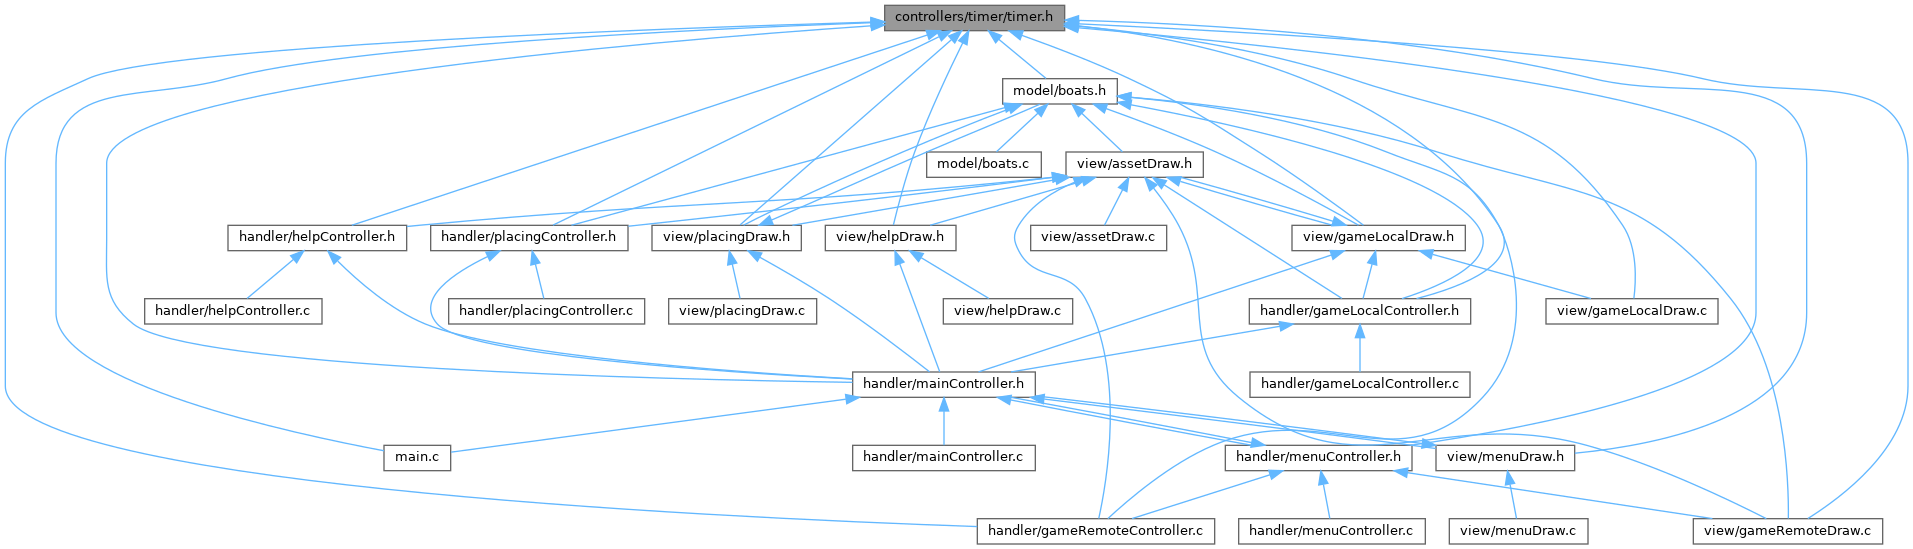 controllers/timer/timer.h
model/boats.h
model/boats.c
view/assetDraw.h
handler/helpController.h
handler/placingController.h
view/placingDraw.h
view/helpDraw.h
view/assetDraw.c
view/gameLocalDraw.h
handler/helpController.c
handler/placingController.c
view/placingDraw.c
view/helpDraw.c
handler/gameLocalController.h
view/gameLocalDraw.c
handler/mainController.h
handler/gameLocalController.c
main.c
handler/mainController.c
handler/menuController.h
view/menuDraw.h
handler/gameRemoteController.c
handler/menuController.c
view/menuDraw.c
view/gameRemoteDraw.c